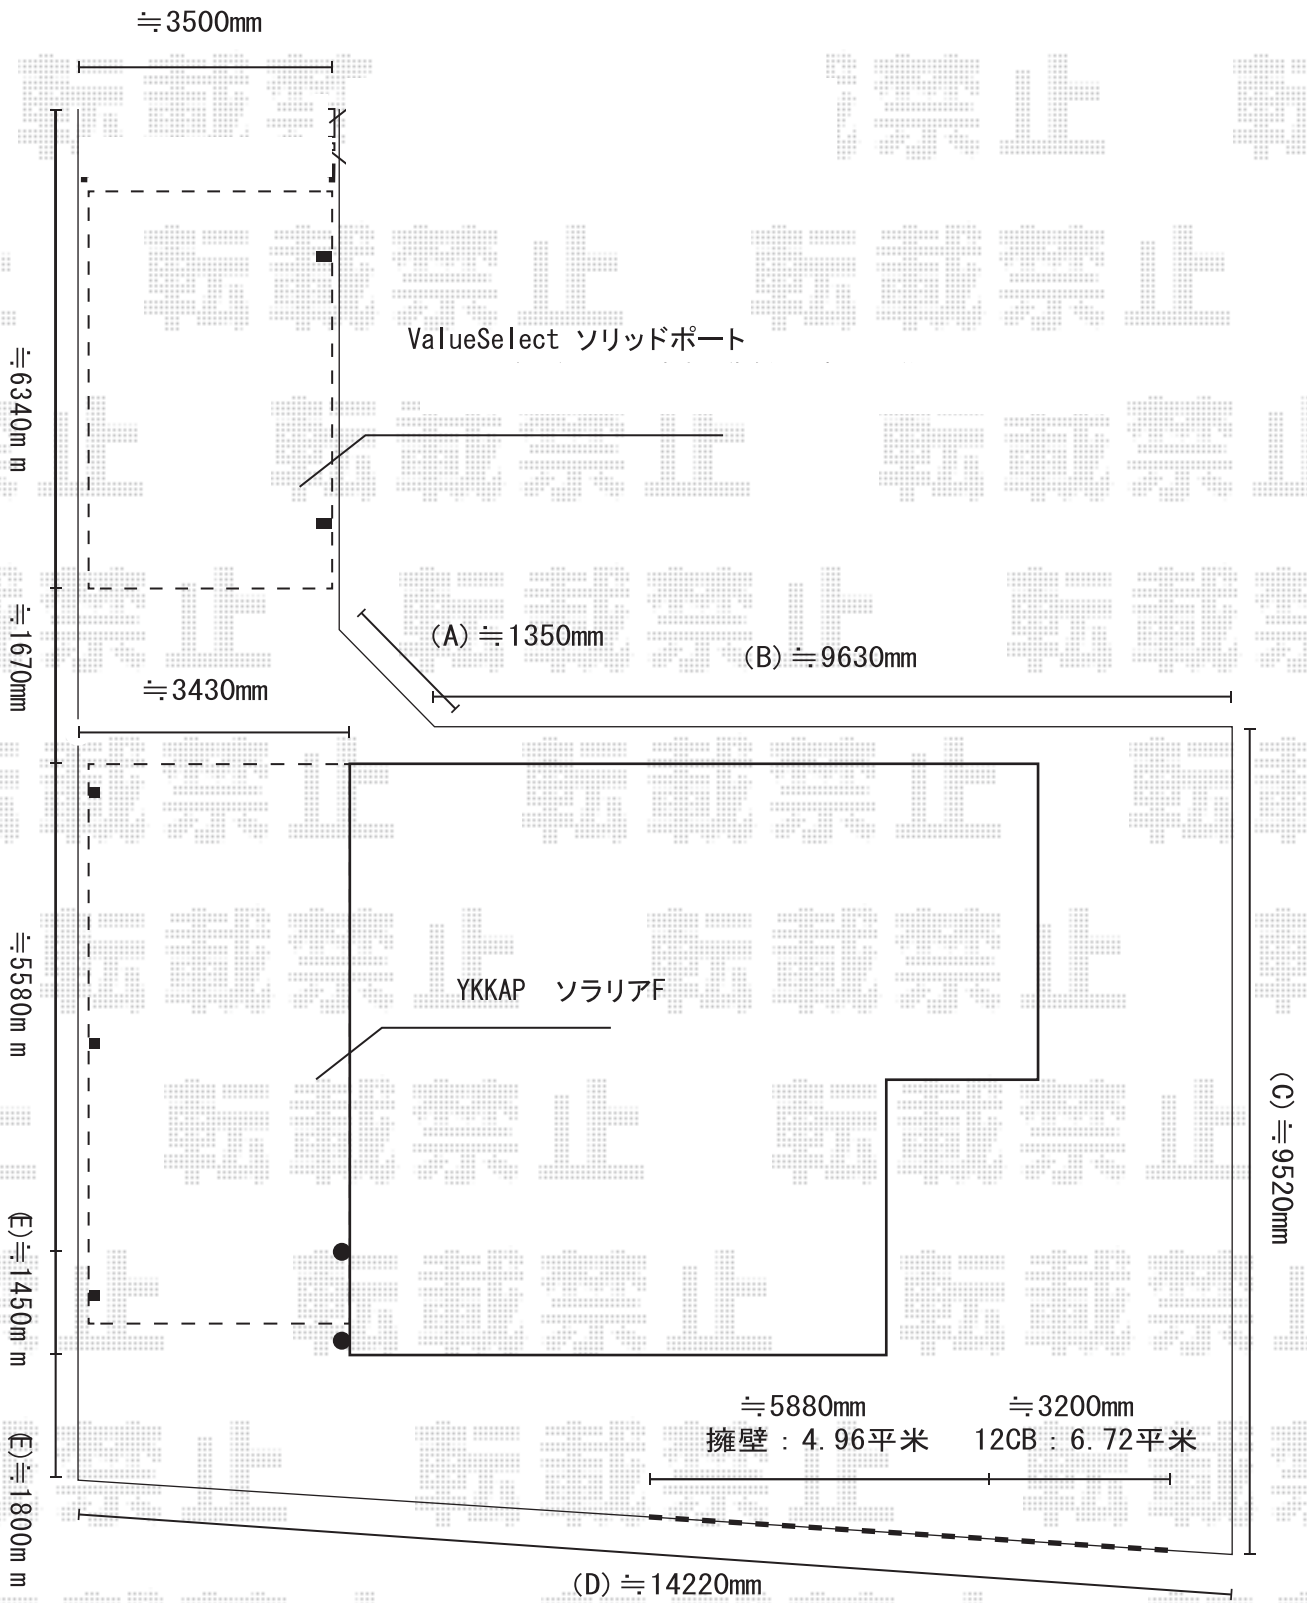 ≒3500mm
ValueSelect ソリッドポート
≒6340mm
(A)≒1350mm
(B)≒9630mm
≒1670mm
≒3430mm
YKKAP ソラリアF
≒5580mm
(C)≒9520mm
(E)≒1450mm
≒5880mm
擁壁：4.96平米
≒3200mm
12CB：6.72平米
(E)≒1800mm
(D)≒14220mm
転載禁止